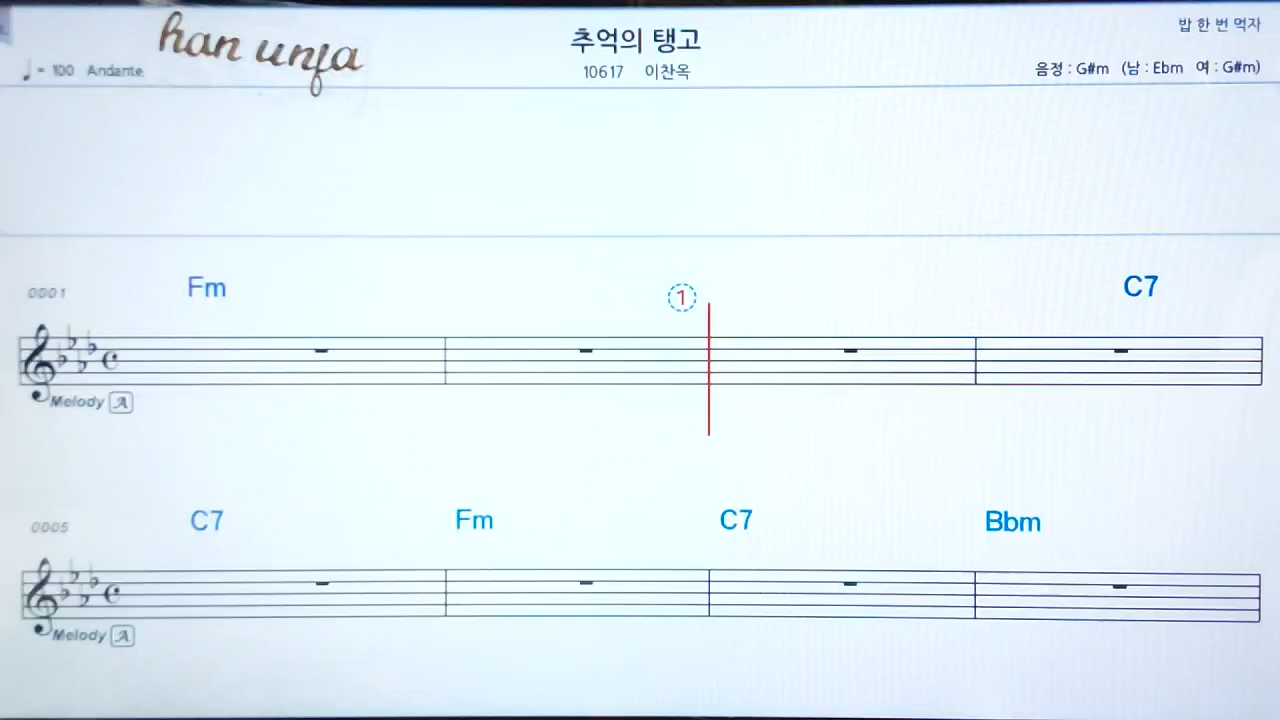 han unja
추억의 탱고
밥 한 번 먹자
♩ = 100 Andante
10617 이찬옥
음정 : G#m (남 : Ebm 여 : G#m)
0001 Fm ① C7
Melody A
0005 C7 Fm C7 Bbm
Melody A